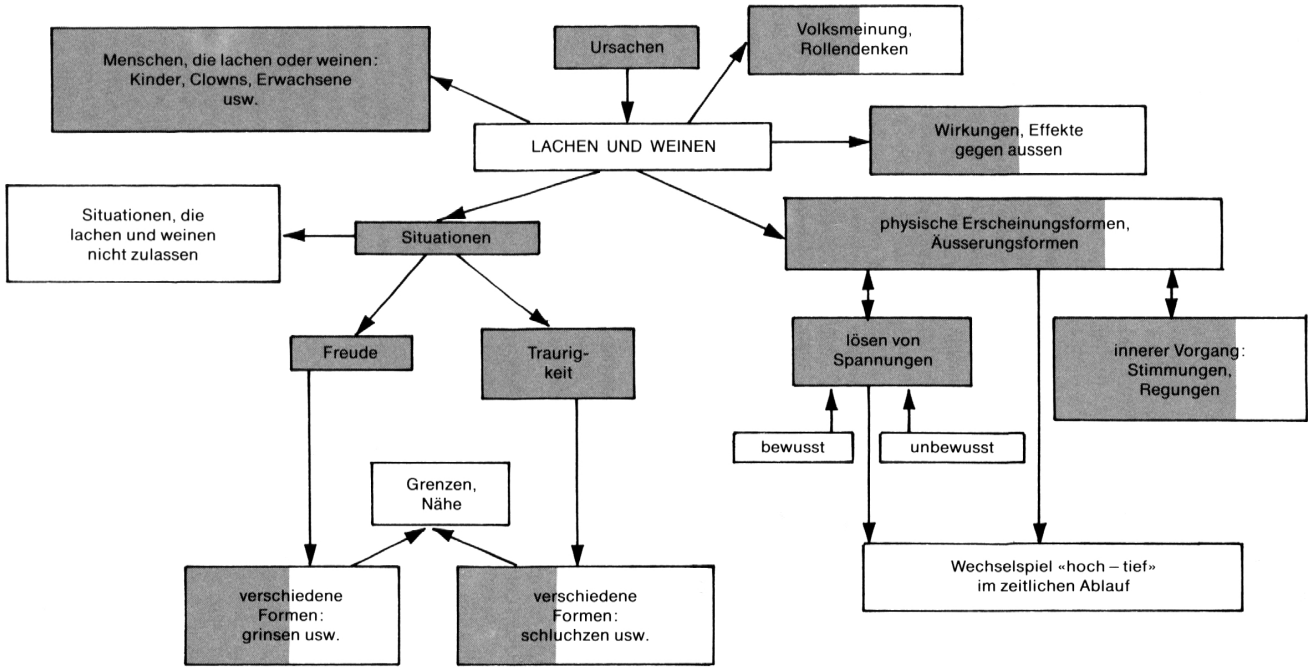 Menschen, die lachen oder weinen:
Kinder, Clowns, Erwachsene
usw.
Ursachen
Volksmeinung,
Rollendenken
LACHEN UND WEINEN
Wirkungen, Effekte
gegen aussen
Situationen, die
lachen und weinen
nicht zulassen
Situationen
physische Erscheinungsformen,
Äusserungsformen
Freude
Traurig-
keit
lösen von
Spannungen
innerer Vorgang:
Stimmungen,
Regungen
bewusst
unbewusst
Grenzen,
Nähe
verschiedene
Formen:
grinsen usw.
verschiedene
Formen:
schluchzen usw.
Wechselspiel «hoch – tief»
im zeitlichen Ablauf